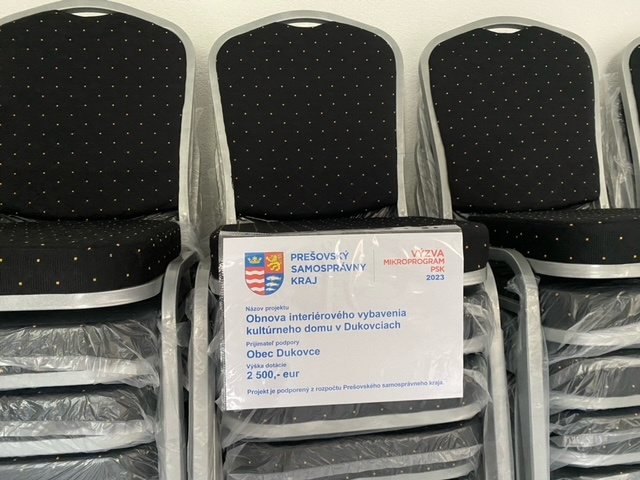 PREŠOVSKÝ
SAMOSPRÁVNY
KRAJ
VÝZVA
MIKROPROGRAM
PSK
2023
Názov projektu
Obnova interiérového vybavenia
kultúrneho domu v Dukovciach
Prijímateľ podpory
Obec Dukovce
Výška dotácie
2 500,- eur
Projekt je podporený z rozpočtu Prešovského samosprávneho kraja.